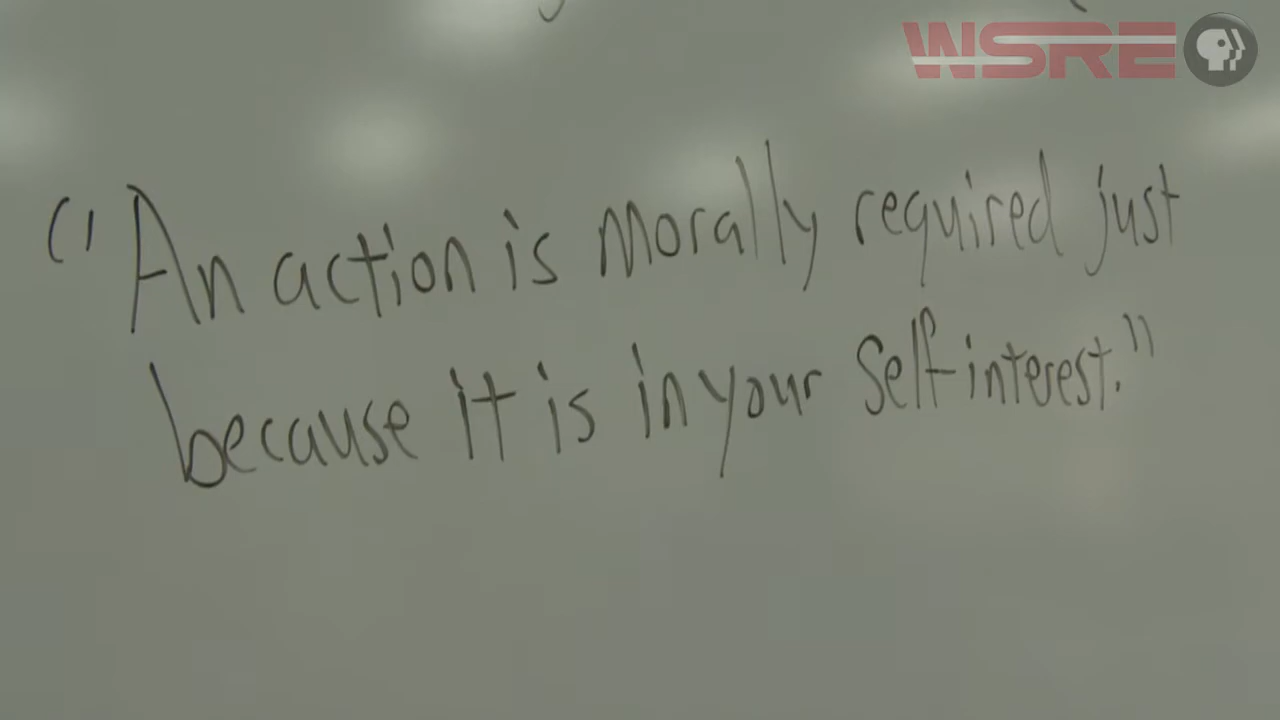 WSRE
"An action is morally required just
because it is in your self-interest."